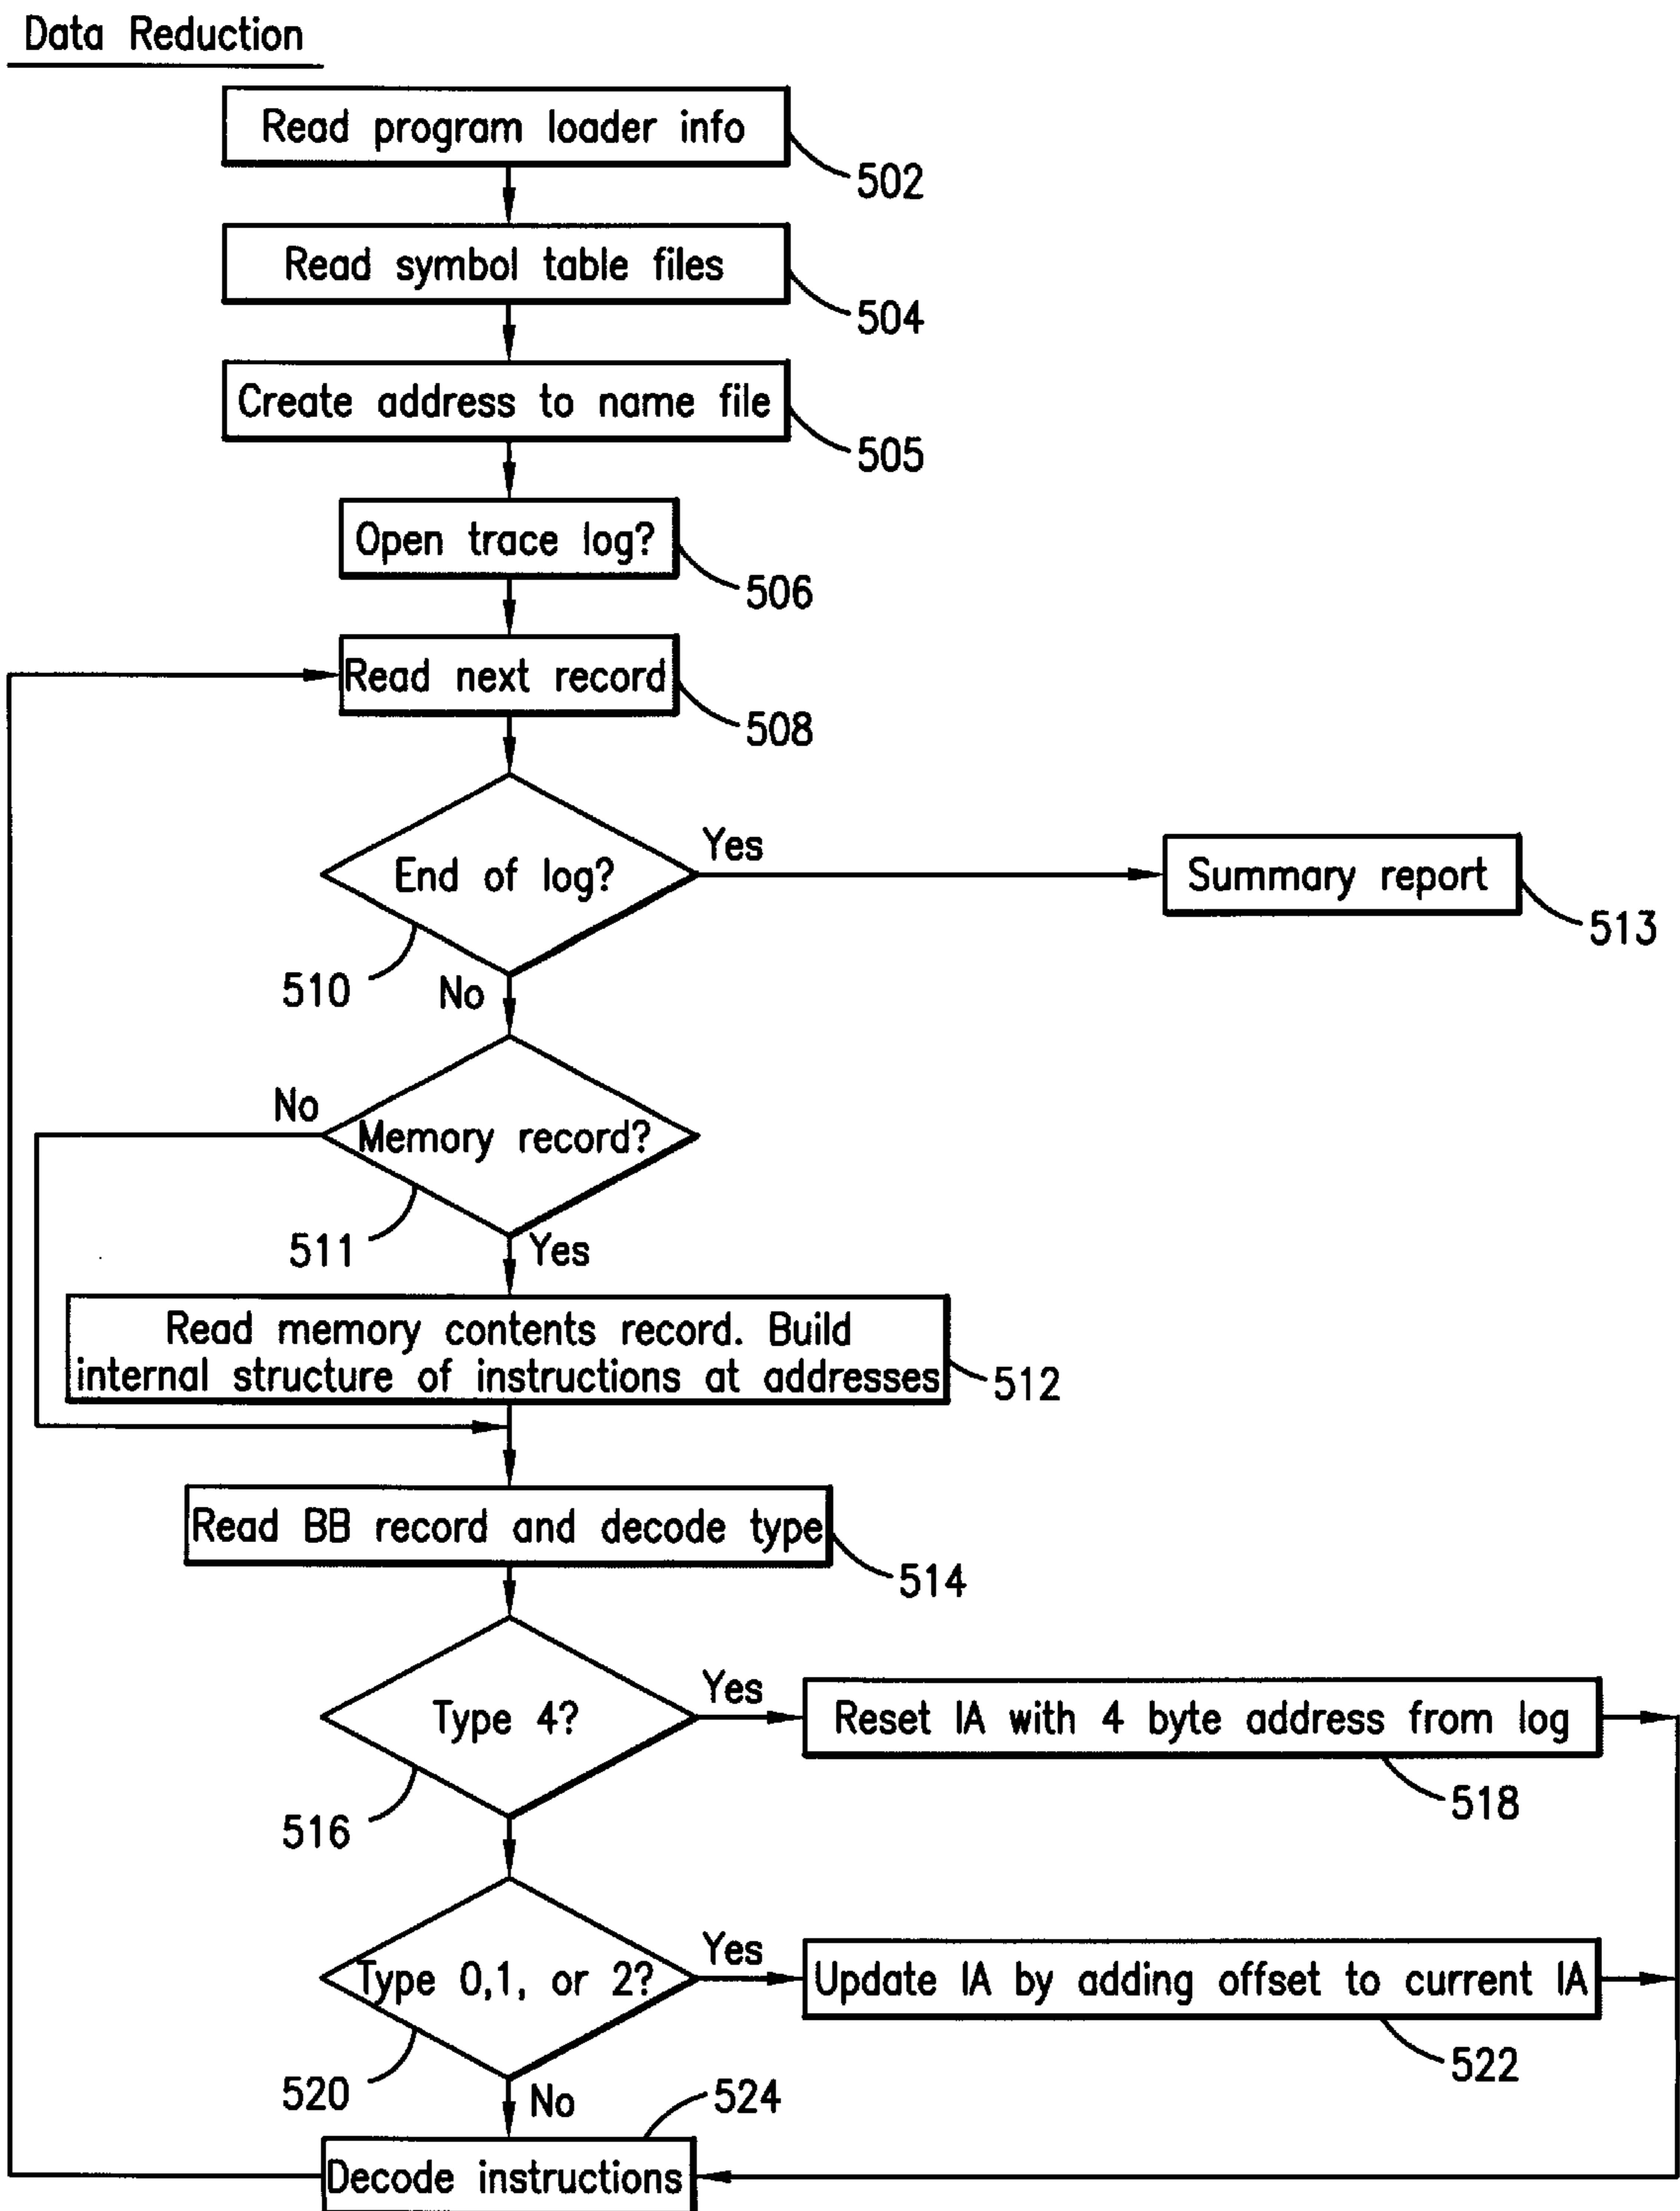 Data Reduction
Read program loader info
502
Read symbol table files
504
Create address to name file
505
Open trace log?
506
Read next record
508
End of log?
Yes
Summary report
513
510
No
No
Memory record?
511
Yes
Read memory contents record. Build
internal structure of instructions at addresses
512
Read BB record and decode type
514
Type 4?
Yes
Reset IA with 4 byte address from log
518
516
Type 0,1, or 2?
Yes
Update IA by adding offset to current IA
522
520
No
524
Decode instructions